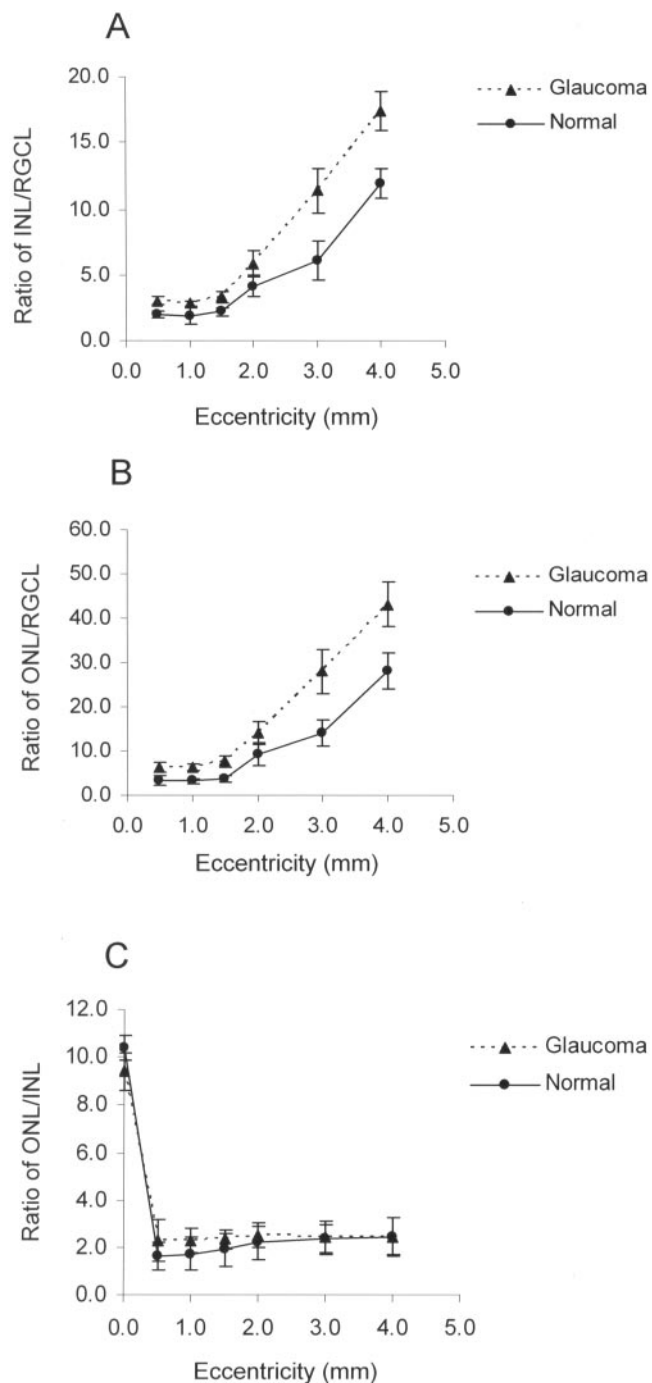 A
Ratio of INL/RGCL
20.0
15.0
10.0
5.0
0.0
0.0 1.0 2.0 3.0 4.0 5.0
Eccentricity (mm)
Glaucoma
Normal
B
Ratio of ONL/RGCL
60.0
50.0
40.0
30.0
20.0
10.0
0.0
0.0 1.0 2.0 3.0 4.0 5.0
Eccentricity (mm)
Glaucoma
Normal
C
Ratio of ONL/INL
12.0
10.0
8.0
6.0
4.0
2.0
0.0
0.0 1.0 2.0 3.0 4.0 5.0
Eccentricity (mm)
Glaucoma
Normal